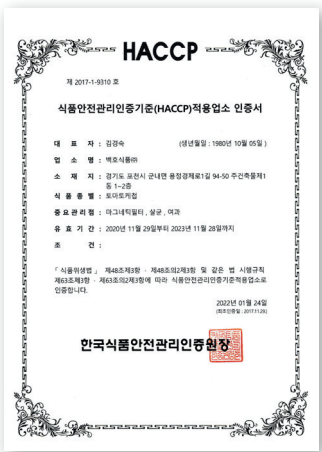 HACCP
제 2017-1-9310 호
식품안전관리인증기준(HACCP)적용업소 인증서
대 표 자 : 김경숙 (생년월일 : 1980년 10월 05일)
업 소 명 : 백호식품㈜
소 재 지 : 경기도 포천시 군내면 용정경제로1길 94-50 주건축물제1
동 1~2층
식 품 종 별 : 토마토케첩
중요관리점 : 마그네틱필터 , 살균 , 여과
유 효 기 간 : 2020년 11월 29일부터 2023년 11월 28일까지
조 건 :
「식품위생법」 제48조제3항ㆍ제48조의2제3항 및 같은 법 시행규칙
제63조제3항ㆍ제63조의2제3항에 따라 식품안전관리인증기준적용업소로
인증합니다.
2022년 01월 24일
(최초인증일 : 2017.11.29.)
한국식품안전관리인증원장